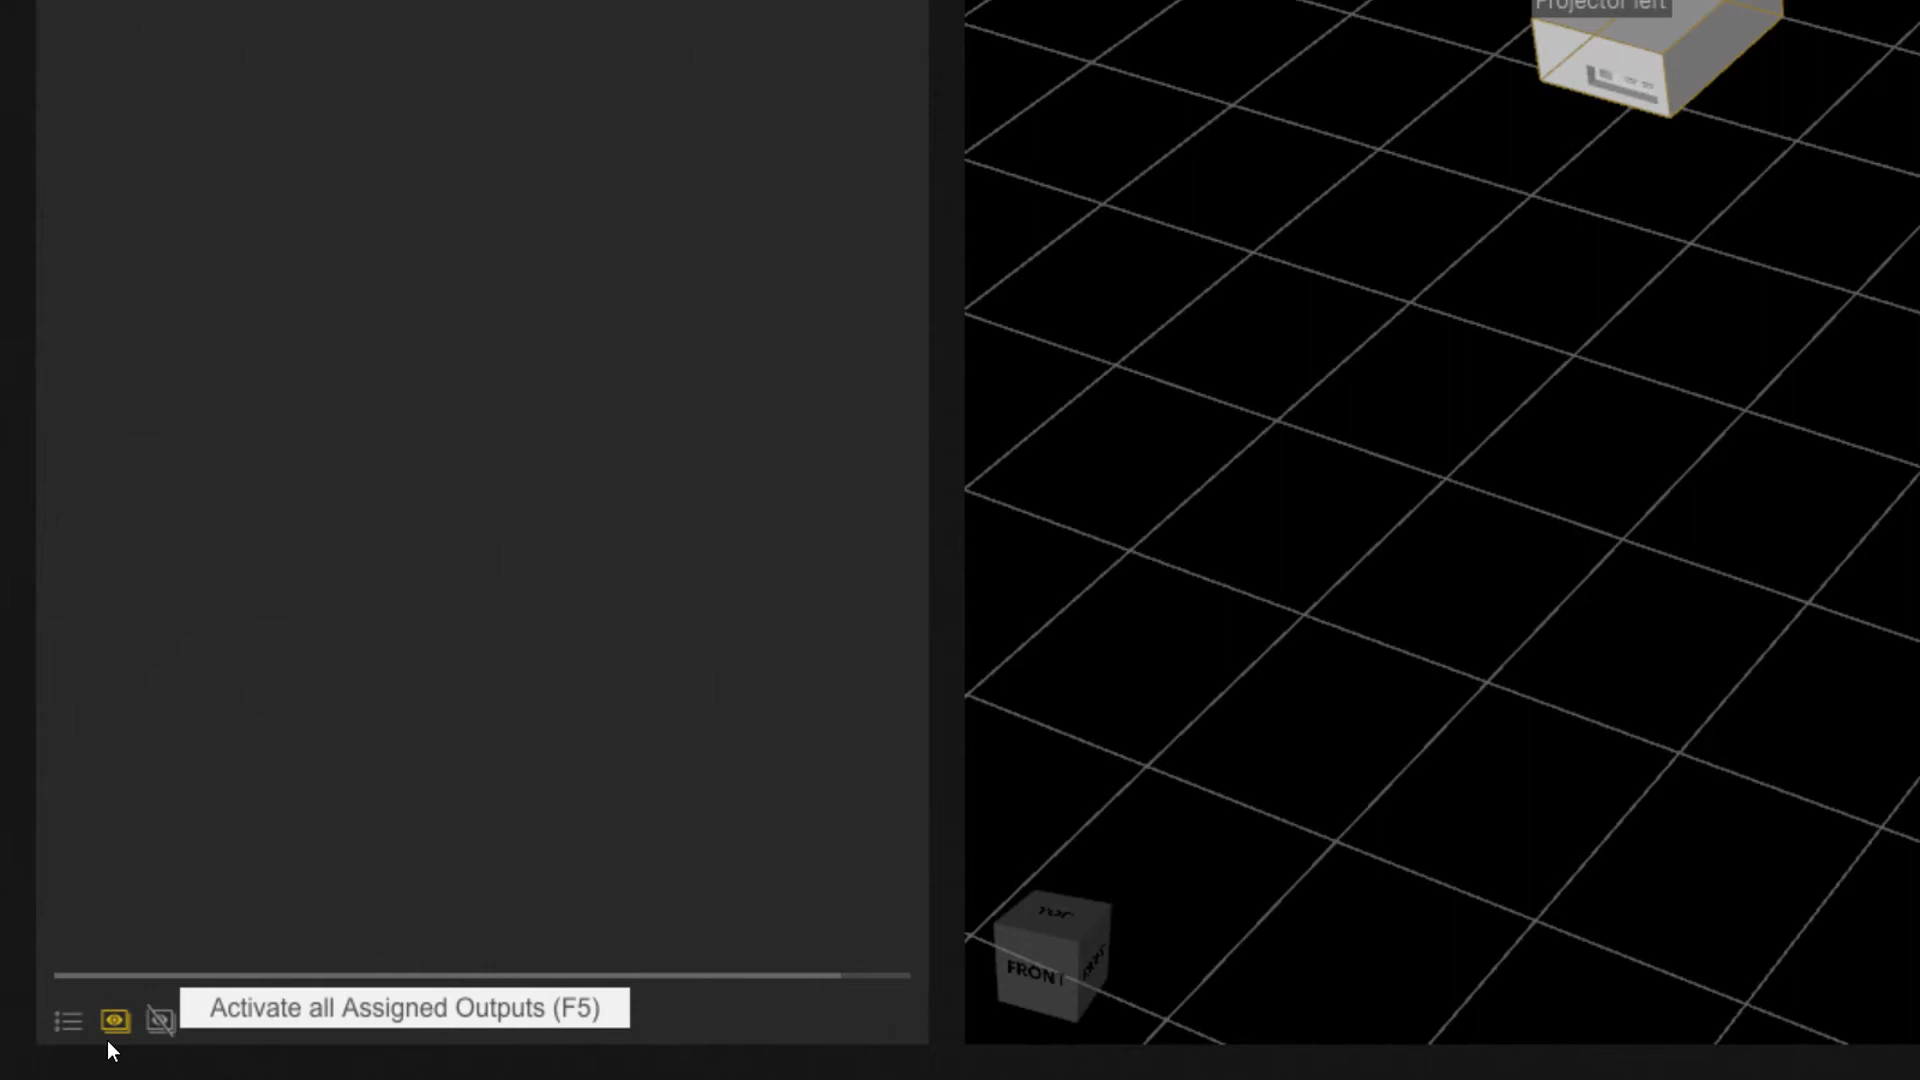 Projector left
TOP
FRONT
Activate all Assigned Outputs (F5)